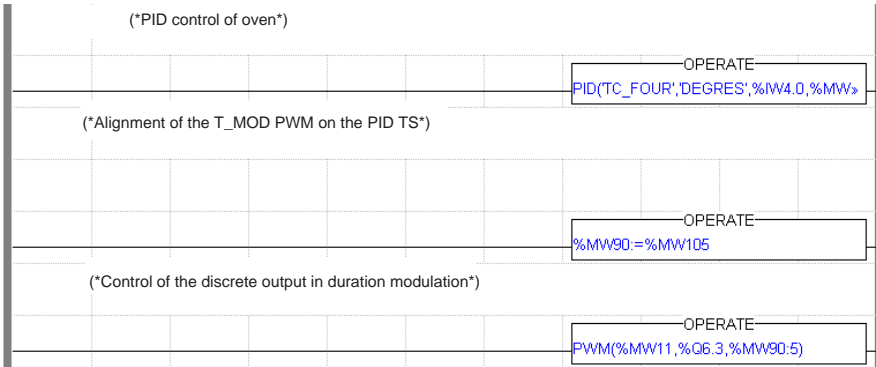 (*PID control of oven*)
OPERATE
PID('TC_FOUR','DEGRES',%IW4.0,%MW»
(*Alignment of the T_MOD PWM on the PID TS*)
OPERATE
%MW90:=%MW105
(*Control of the discrete output in duration modulation*)
OPERATE
PWM(%MW11,%Q6.3,%MW90:5)